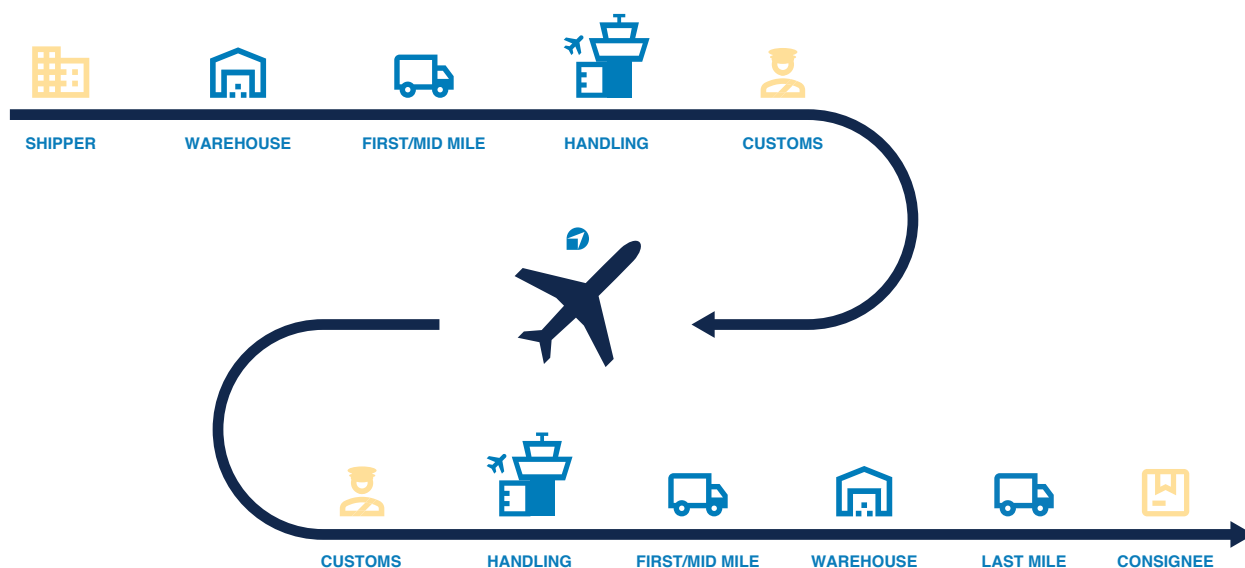 SHIPPER
WAREHOUSE
FIRST/MID MILE
HANDLING
CUSTOMS
CUSTOMS
HANDLING
FIRST/MID MILE
WAREHOUSE
LAST MILE
CONSIGNEE